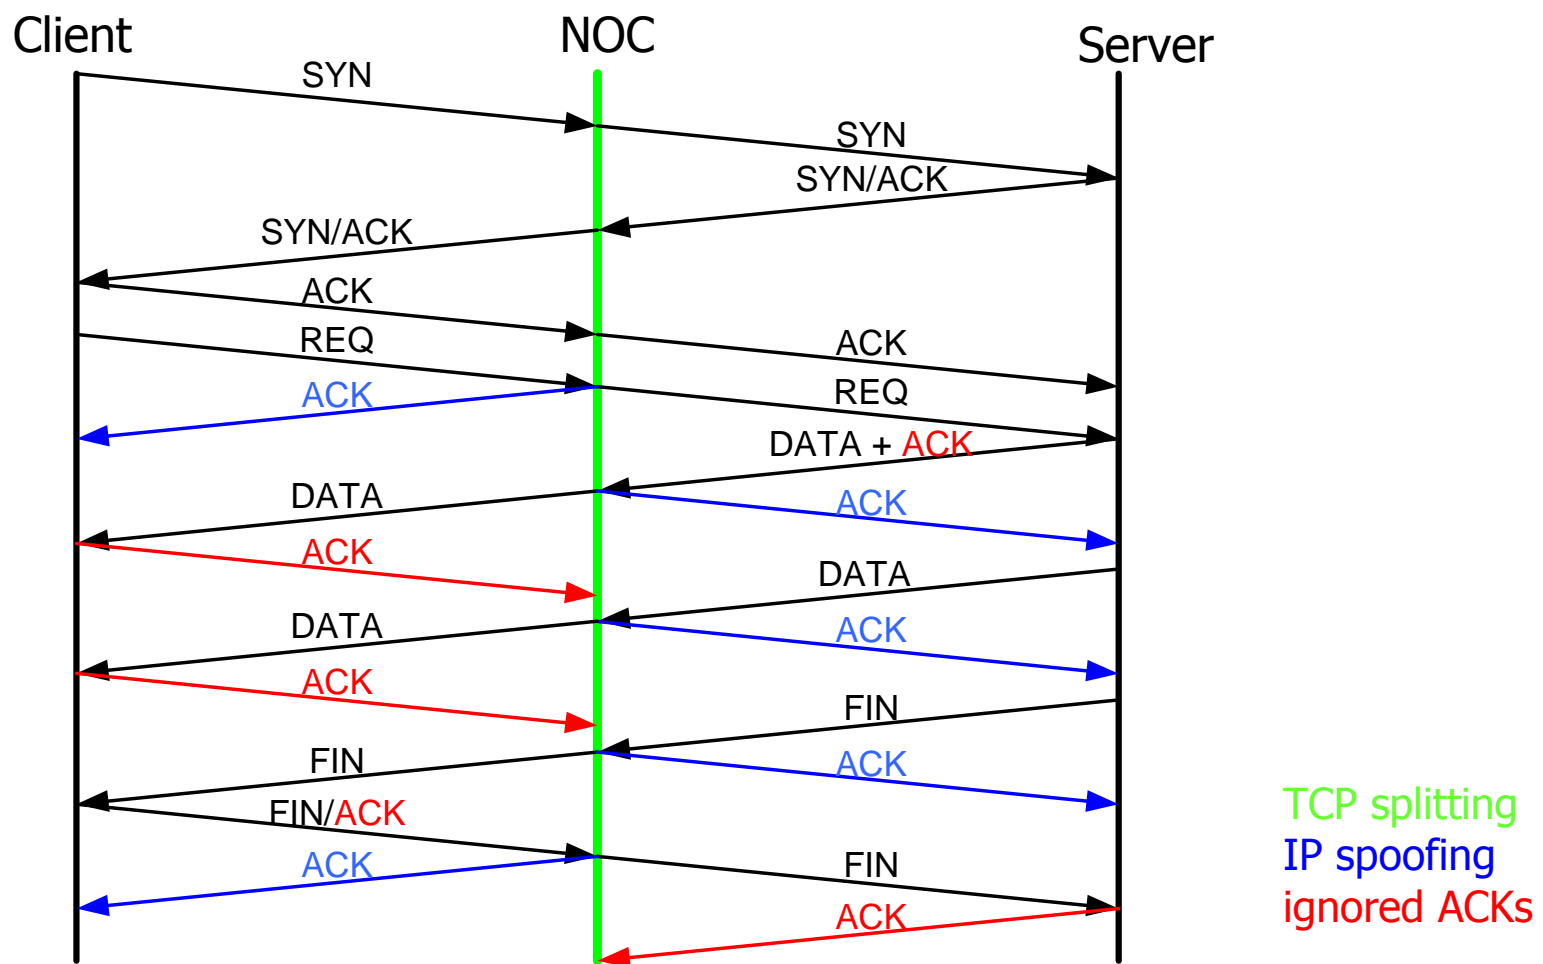 Client
NOC
Server
SYN
SYN
SYN/ACK
SYN/ACK
ACK
REQ
ACK
ACK
REQ
DATA + ACK
DATA
ACK
ACK
DATA
DATA
ACK
ACK
FIN
FIN
ACK
FIN/ACK
ACK
FIN
ACK
TCP splitting
IP spoofing
ignored ACKs